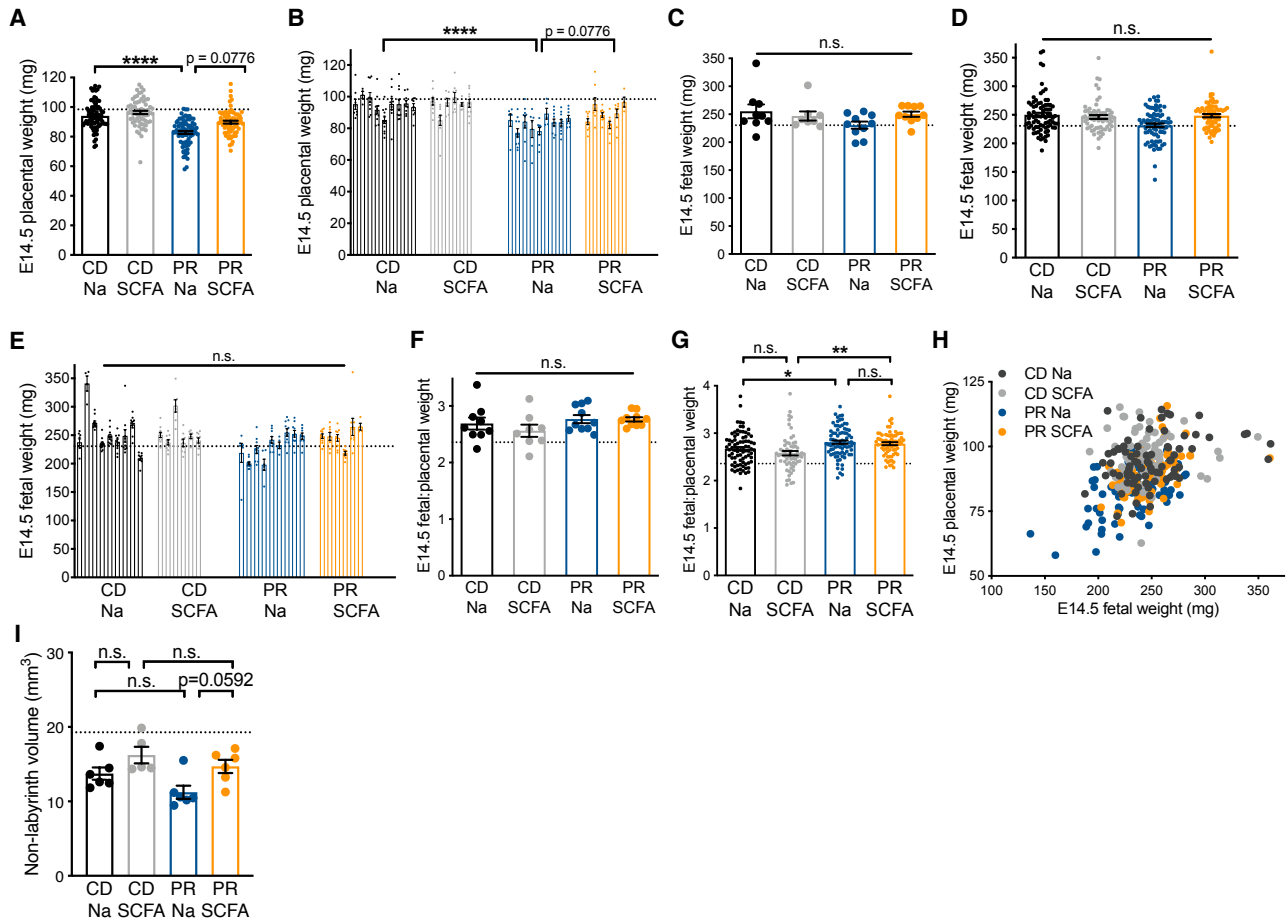 A
E14.5 placental weight (mg)
140
120
100
80
60
40
20
0
****
p = 0.0776
CD CD PR PR
Na SCFA Na SCFA
B
E14.5 placental weight (mg)
140
120
100
80
60
40
20
0
****
p = 0.0776
CD CD PR PR
Na SCFA Na SCFA
C
E14.5 fetal weight (mg)
350
300
250
200
150
100
50
0
n.s.
CD CD PR PR
Na SCFA Na SCFA
D
E14.5 fetal weight (mg)
350
300
250
200
150
100
50
0
n.s.
CD CD PR PR
Na SCFA Na SCFA
E
E14.5 fetal weight (mg)
350
300
250
200
150
100
50
0
n.s.
CD CD PR PR
Na SCFA Na SCFA
F
E14.5 fetal:placental weight
3
2
1
0
n.s.
CD CD PR PR
Na SCFA Na SCFA
G
E14.5 fetal:placental weight
4
3
2
1
0
n.s. **
* n.s.
CD CD PR PR
Na SCFA Na SCFA
H
E14.5 placental weight (mg)
125
100
75
50
CD Na
CD SCFA
PR Na
PR SCFA
100 150 200 250 300 350
E14.5 fetal weight (mg)
I
Non-labyrinth volume (mm³)
30
20
10
0
n.s. n.s.
n.s. p=0.0592
CD CD PR PR
Na SCFA Na SCFA